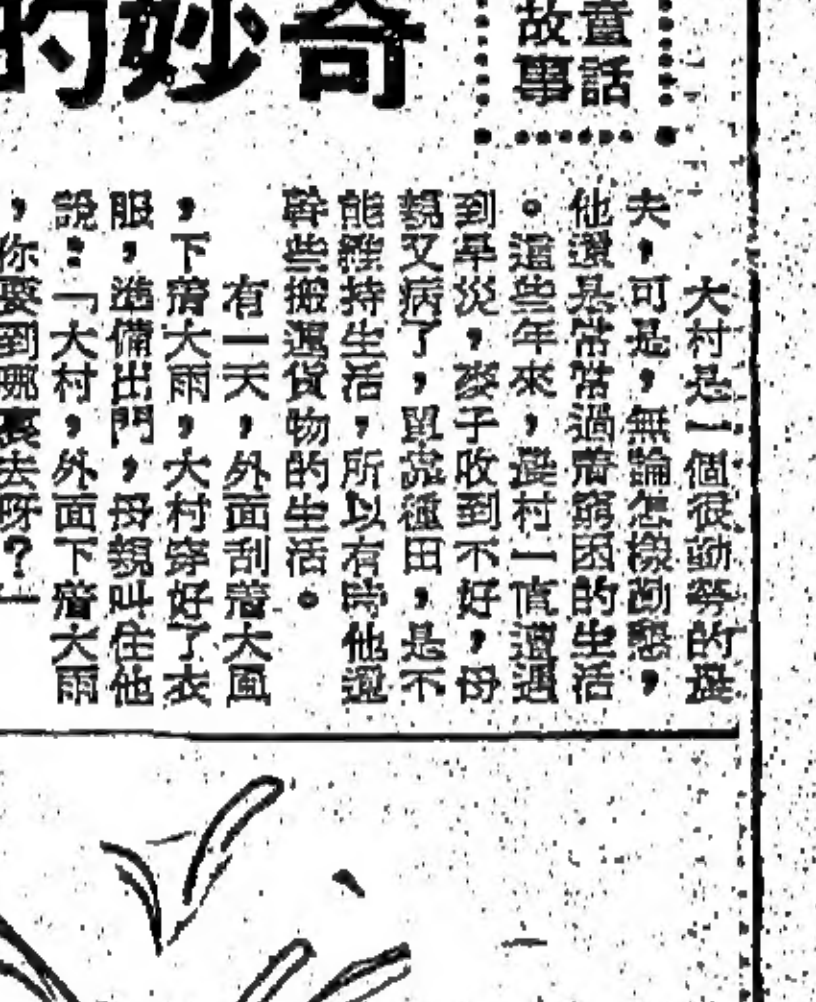 童話
故事
奇妙的
大村是一個很勤勞的農
夫，可是，無論怎樣勤懇，
他還是常常過着窮困的生活
。這些年來，農村一直遭遇
到旱災，麥子收到不好，母
親又病了，單靠種田，是不
能維持生活，所以有時他還
幹些搬運貨物的生活。
有一天，外面刮着大風
，下着大雨，大村穿好了衣
服，準備出門，母親叫住他
說：「大村，外面下着大雨
，你要到哪裏去呀？」